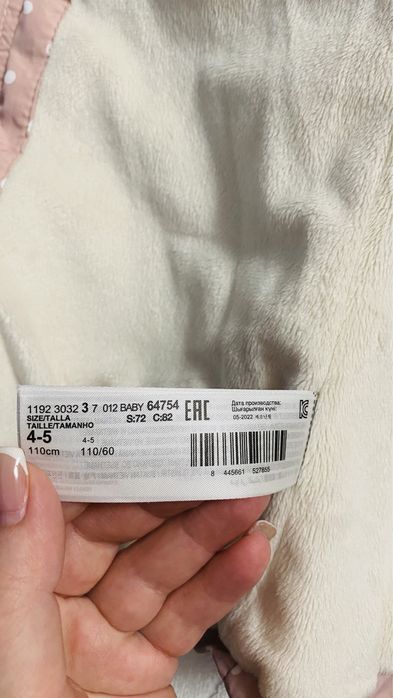 1192 3032 3 7 012 BABY 64754
SIZE/TALLA S:72 C:82
TAILLE/TAMANHO
4-5 4-5
110cm 110/60
EAC
Дата производства:
Шығарылған күні:
05-2022
8 445661 527855